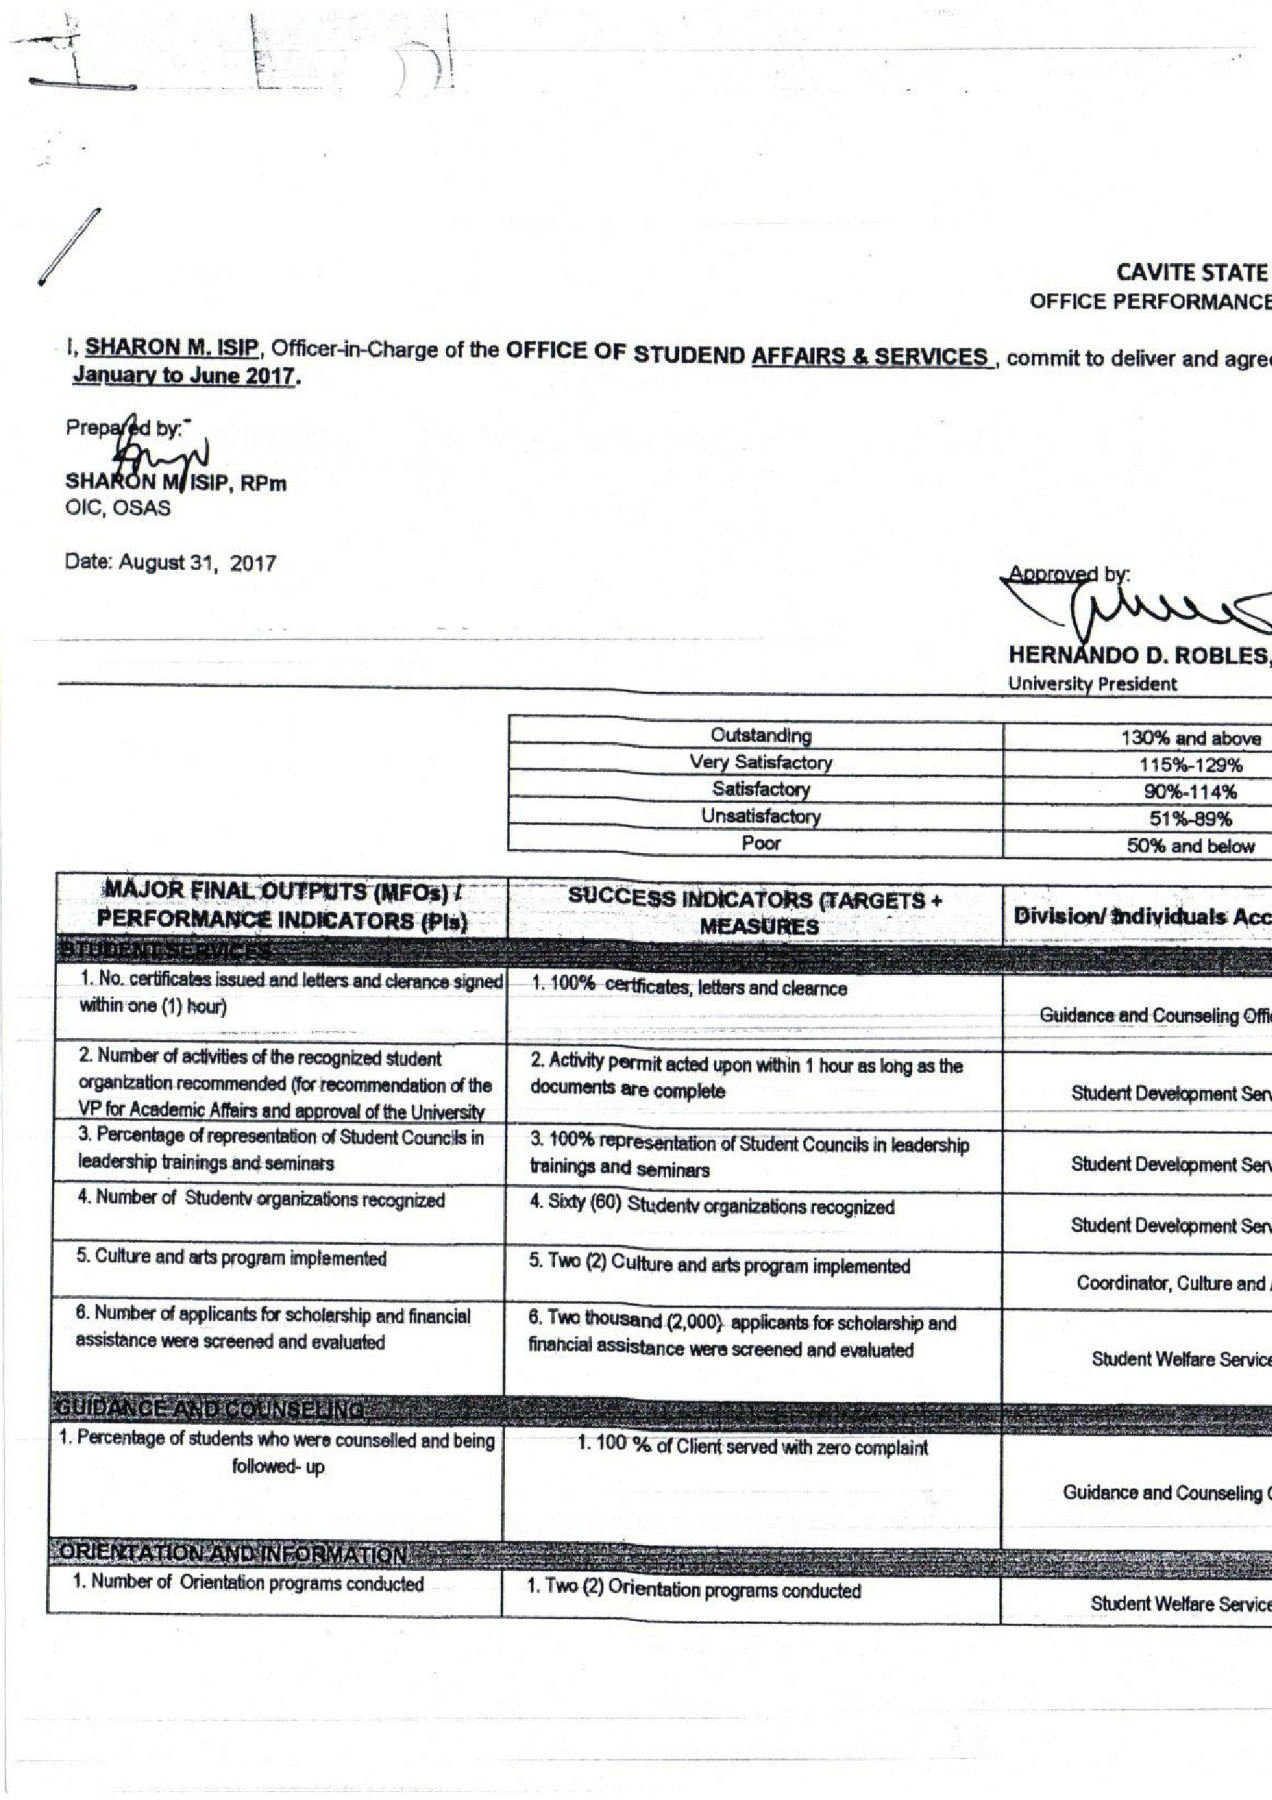 CAVITE STATE
OFFICE PERFORMANCE
I, SHARON M. ISIP, Officer-in-Charge of the OFFICE OF STUDEND AFFAIRS & SERVICES , commit to deliver and agree
January to June 2017.
Prepared by:
SHARON M. ISIP, RPm
OIC, OSAS
Date: August 31, 2017
Approved by:
HERNANDO D. ROBLES,
University President
Outstanding 130% and above
Very Satisfactory 115%-129%
Satisfactory 90%-114%
Unsatisfactory 51%-89%
Poor 50% and below
MAJOR FINAL OUTPUTS (MFOs) /
PERFORMANCE INDICATORS (PIs)
SUCCESS INDICATORS (TARGETS +
MEASURES
Division/ Individuals Acc
STUDENT SERVICES
1. No. certificates issued and letters and clerance signed
within one (1) hour)
1. 100% certficates, letters and clearnce
Guidance and Counseling Offi
2. Number of activities of the recognized student
organization recommended (for recommendation of the
VP for Academic Affairs and approval of the University
2. Activity permit acted upon within 1 hour as long as the
documents are complete
Student Development Serv
3. Percentage of representation of Student Councils in
leadership trainings and seminars
3. 100% representation of Student Councils in leadership
trainings and seminars
Student Development Serv
4. Number of Studentv organizations recognized
4. Sixty (60) Studentv organizations recognized
Student Development Serv
5. Culture and arts program implemented
5. Two (2) Culture and arts program implemented
Coordinator, Culture and
6. Number of applicants for scholarship and financial
assistance were screened and evaluated
6. Two thousand (2,000) applicants for scholarship and
financial assistance were screened and evaluated
Student Welfare Service
GUIDANCE AND COUNSELING
1. Percentage of students who were counselled and being
followed- up
1. 100 % of Client served with zero complaint
Guidance and Counseling
ORIENTATION AND INFORMATION
1. Number of Orientation programs conducted
1. Two (2) Orientation programs conducted
Student Welfare Service